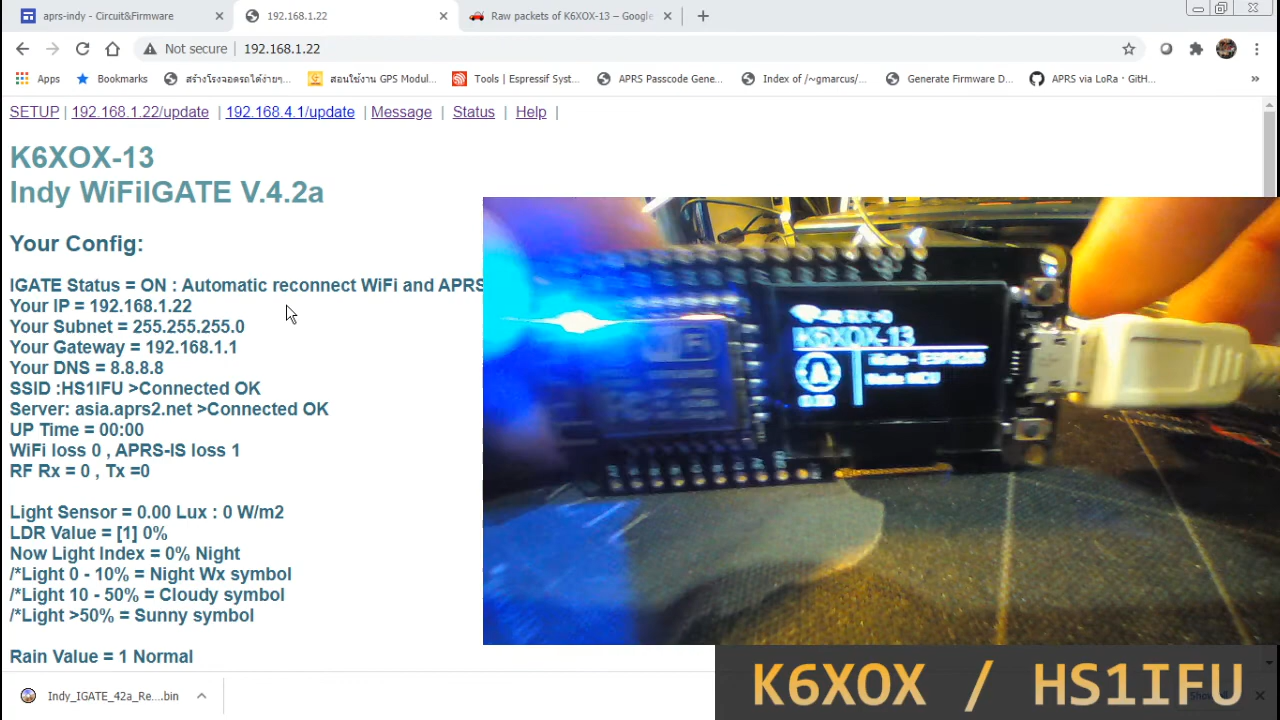 aprs-indy - Circuit&Firmware
192.168.1.22
Raw packets of K6XOX-13 – Google
Not secure
192.168.1.22
Apps
Bookmarks
สร้างโรงจอดรถได้ง่ายๆ...
สอนใช้งาน GPS Modul...
Tools | Espressif Syst...
APRS Passcode Gene...
Index of /~gmarcus/...
Generate Firmware D...
APRS via LoRa · GitH...
»
SETUP | 192.168.1.22/update | 192.168.4.1/update | Message | Status | Help |
K6XOX-13
Indy WiFiIGATE V.4.2a
Your Config:
IGATE Status = ON : Automatic reconnect WiFi and APRS
Your IP = 192.168.1.22
Your Subnet = 255.255.255.0
Your Gateway = 192.168.1.1
Your DNS = 8.8.8.8
SSID :HS1IFU >Connected OK
Server: asia.aprs2.net >Connected OK
UP Time = 00:00
WiFi loss 0 , APRS-IS loss 1
RF Rx = 0 , Tx =0
Light Sensor = 0.00 Lux : 0 W/m2
LDR Value = [1] 0%
Now Light Index = 0% Night
/*Light 0 - 10% = Night Wx symbol
/*Light 10 - 50% = Cloudy symbol
/*Light >50% = Sunny symbol
Rain Value = 1 Normal
K6XOX-13
Indy_IGATE_42a_Re....bin
K6XOX / HS1IFU